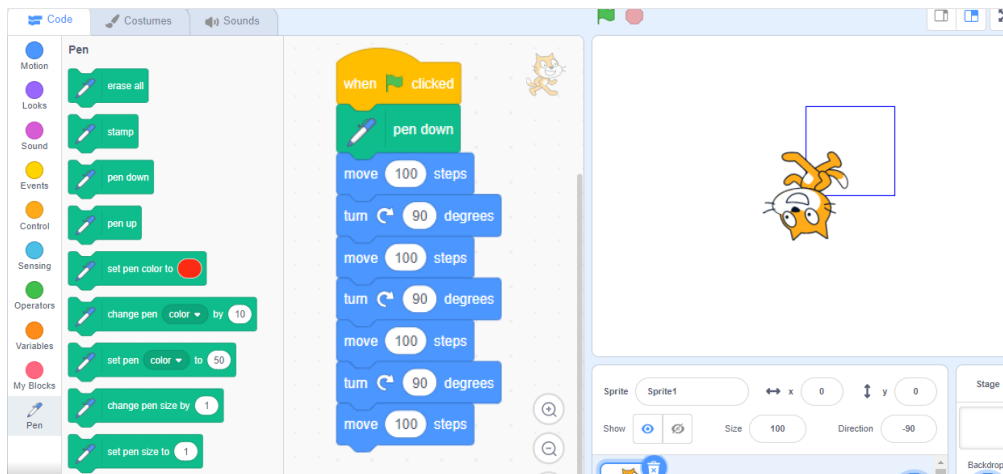 Code Costumes Sounds
Motion
Looks
Sound
Events
Control
Sensing
Operators
Variables
My Blocks
Pen
Pen
erase all
stamp
pen down
pen up
set pen color to
change pen color by 10
set pen color to 50
change pen size by 1
set pen size to 1
when clicked
pen down
move 100 steps
turn 90 degrees
move 100 steps
turn 90 degrees
move 100 steps
turn 90 degrees
move 100 steps
Sprite Sprite1 x 0 y 0
Show Size 100 Direction -90
Stage